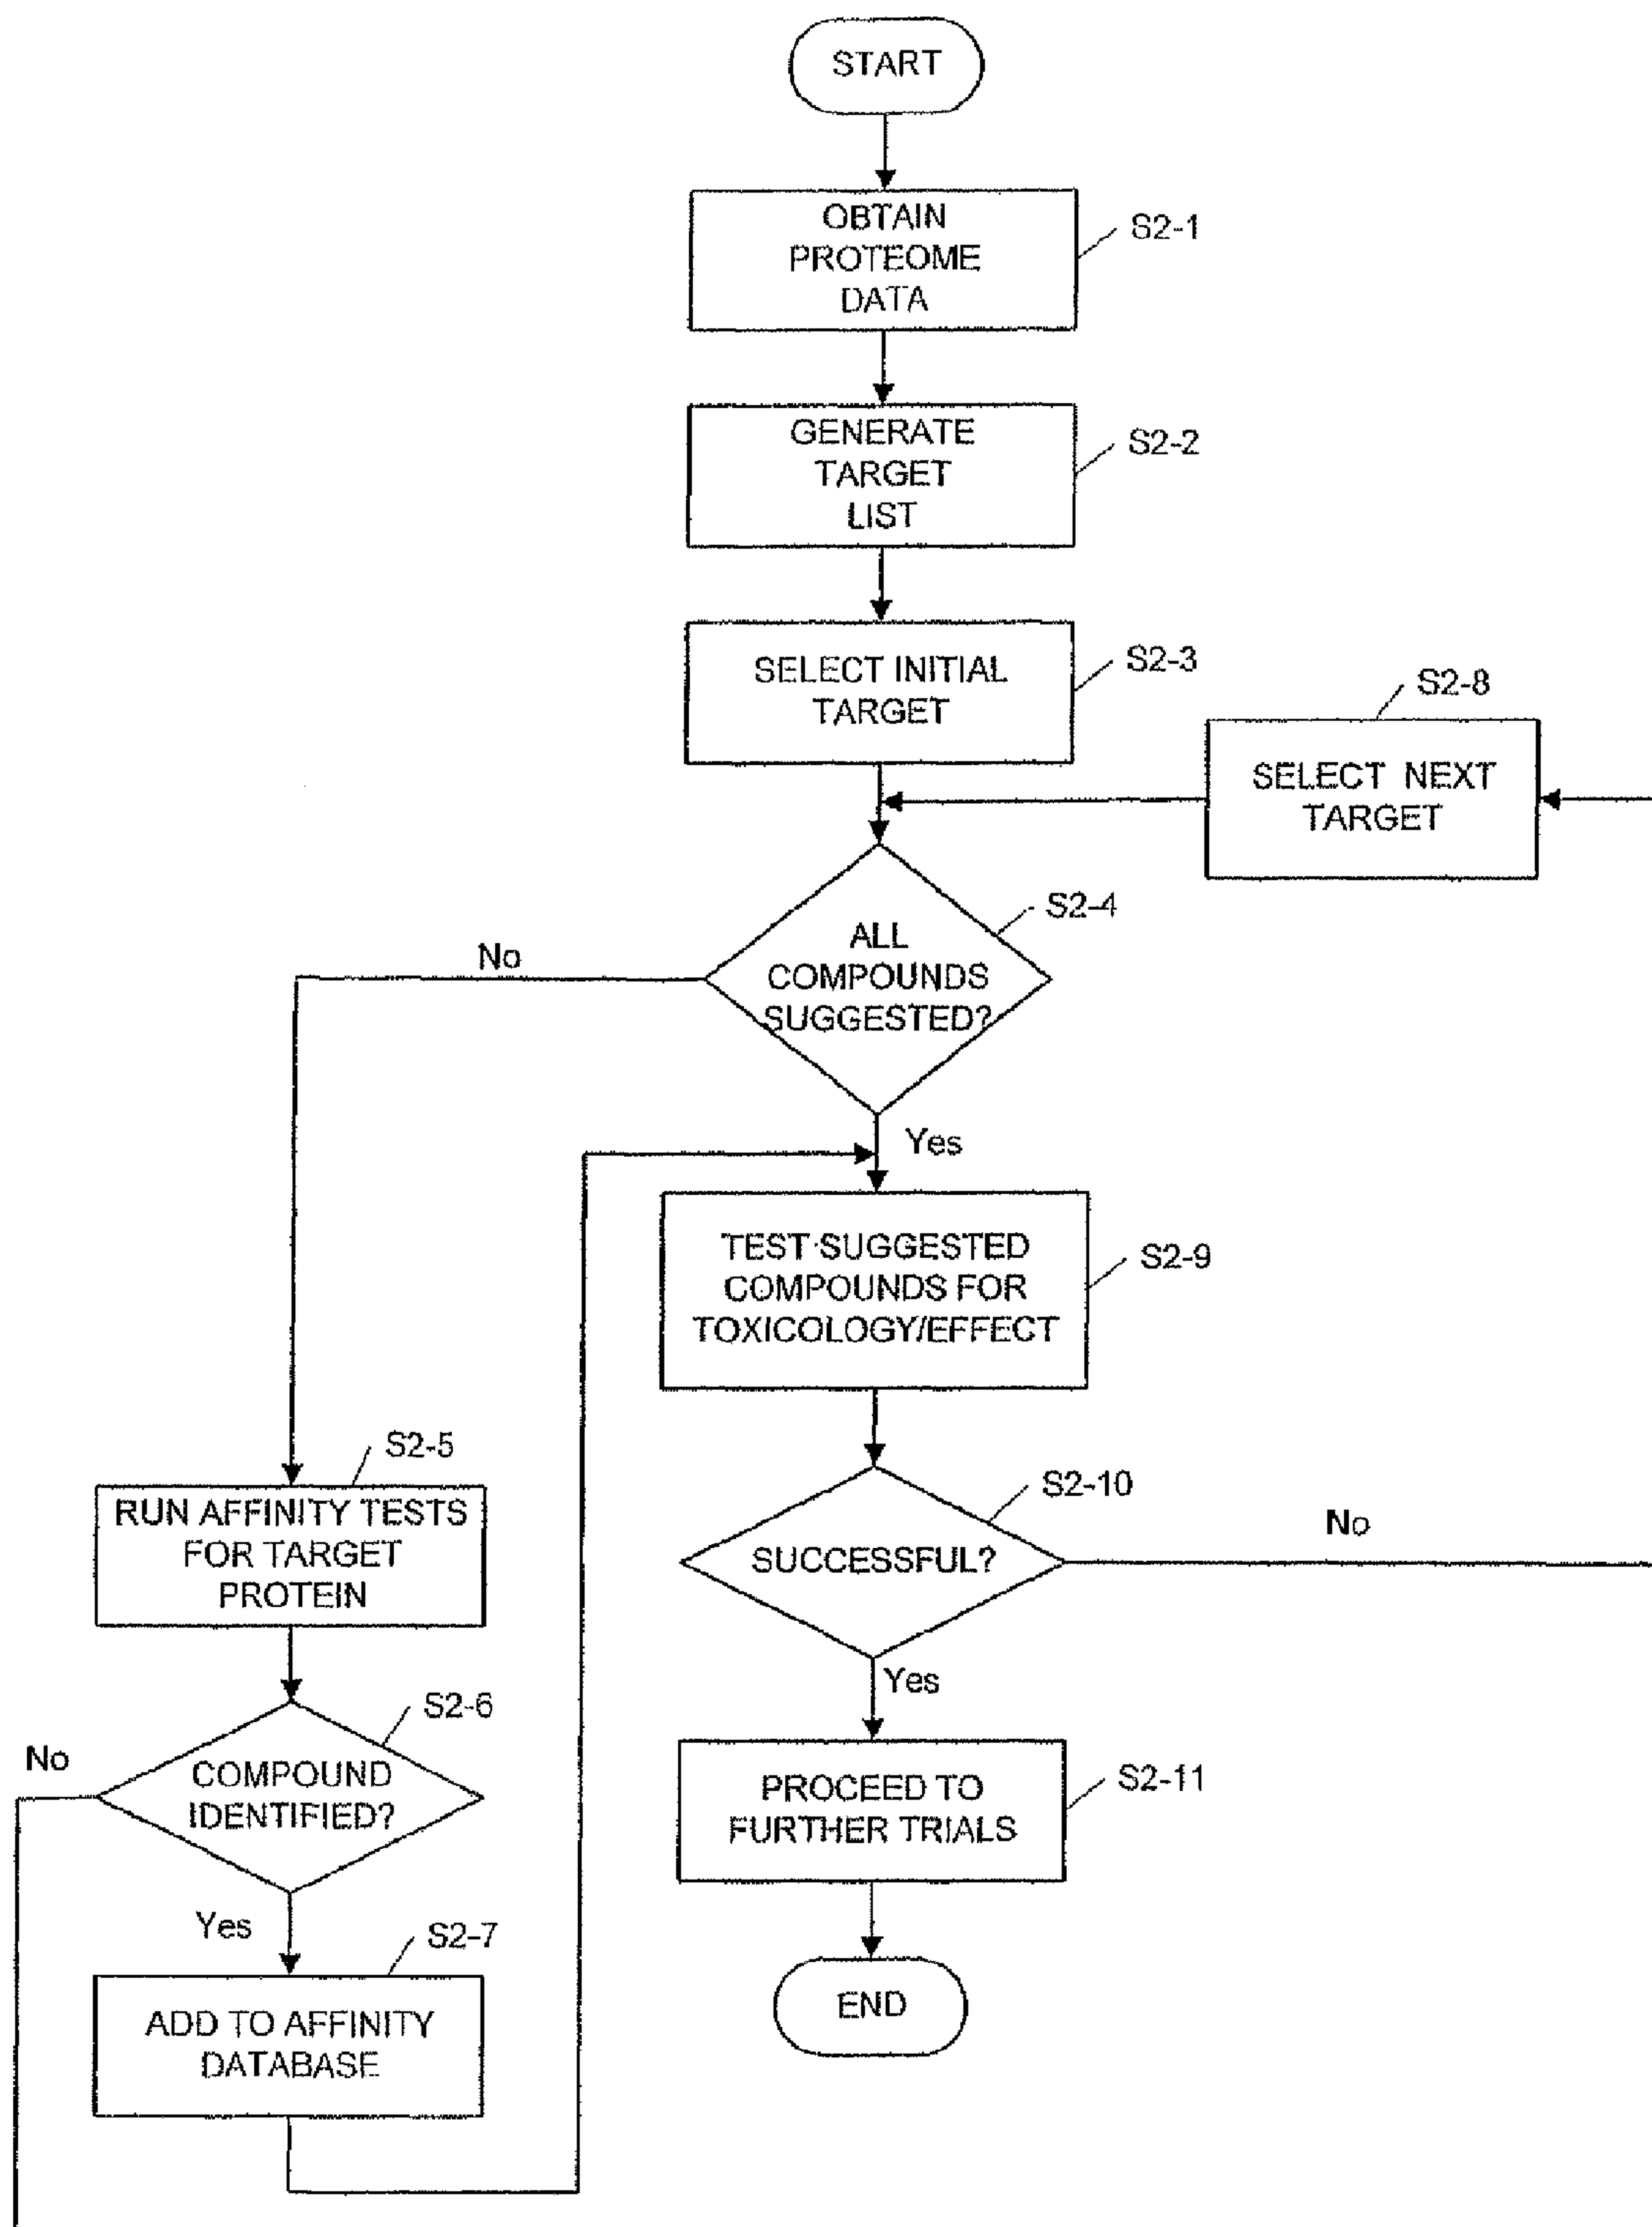 START
OBTAIN
PROTEOME
DATA
S2-1
GENERATE
TARGET
LIST
S2-2
SELECT INITIAL
TARGET
S2-3
S2-8
SELECT NEXT
TARGET
S2-4
ALL
COMPOUNDS
SUGGESTED?
No
Yes
TEST SUGGESTED
COMPOUNDS FOR
TOXICOLOGY/EFFECT
S2-9
S2-5
RUN AFFINITY TESTS
FOR TARGET
PROTEIN
S2-10
SUCCESSFUL?
No
Yes
S2-6
COMPOUND
IDENTIFIED?
No
Yes
S2-7
ADD TO AFFINITY
DATABASE
PROCEED TO
FURTHER TRIALS
S2-11
END